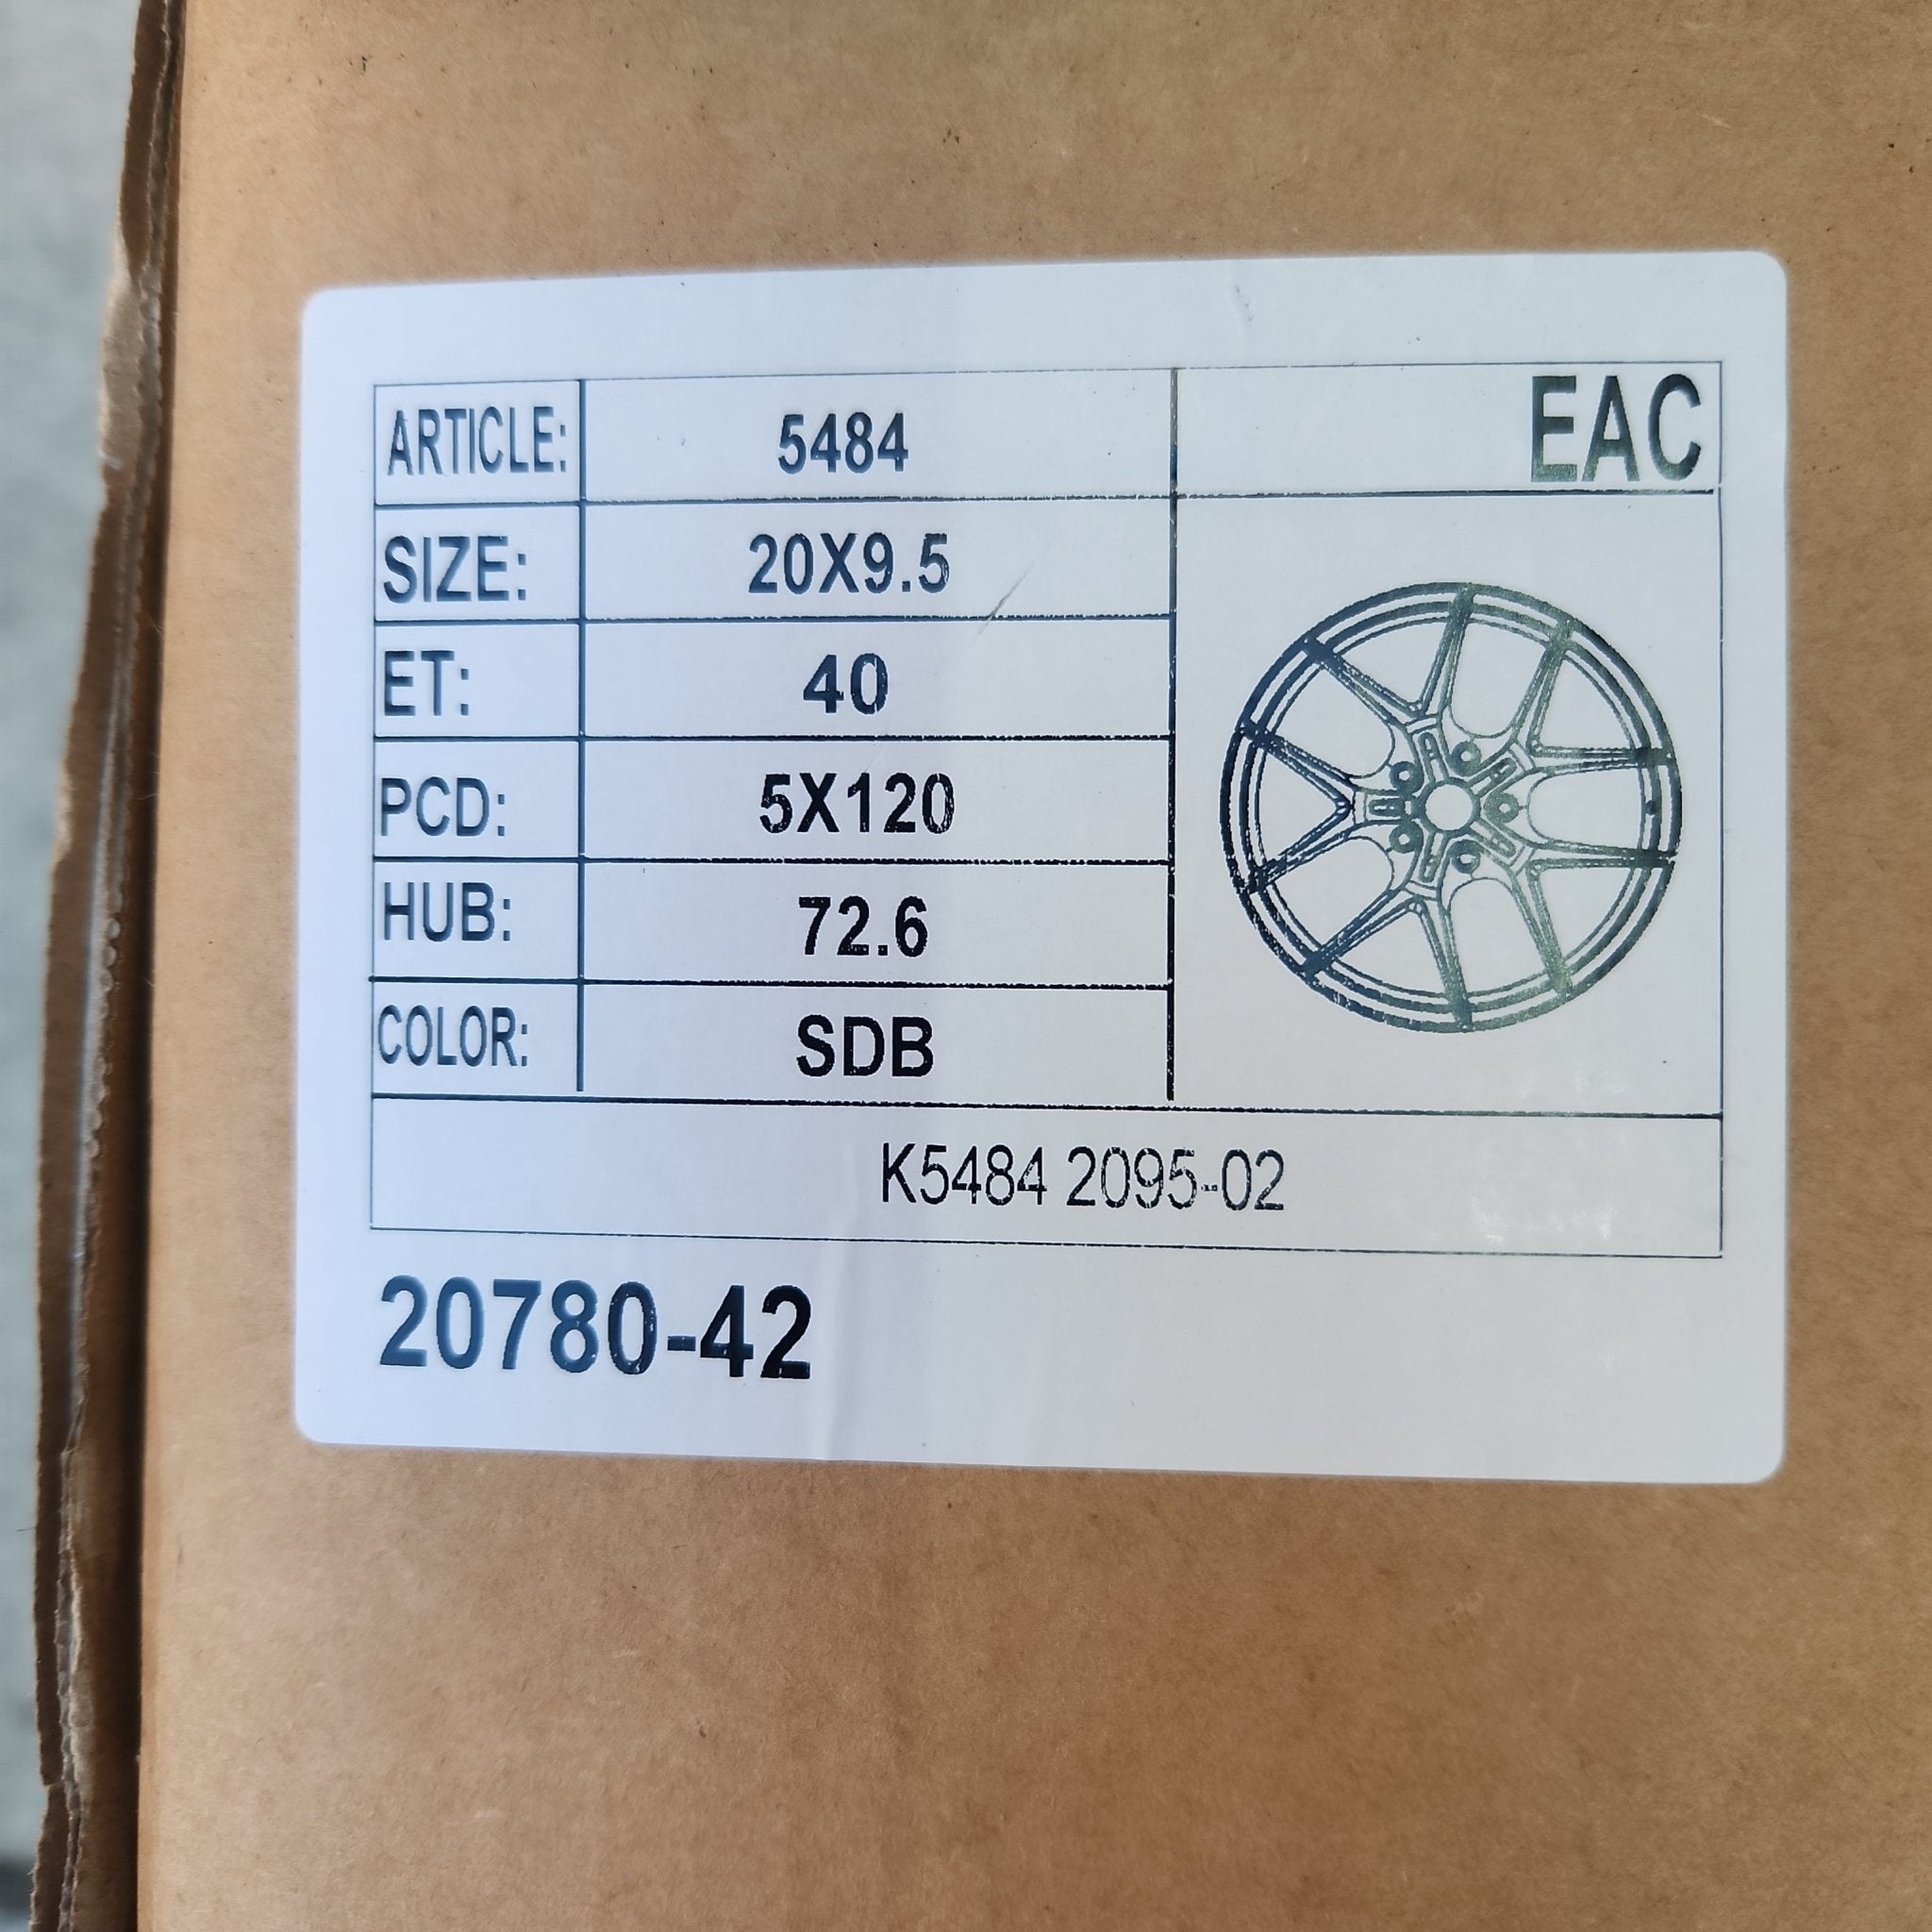 ARTICLE: 5484 EAC
SIZE: 20X9.5
ET: 40
PCD: 5X120
HUB: 72.6
COLOR: SDB
K5484 2095-02
20780-42